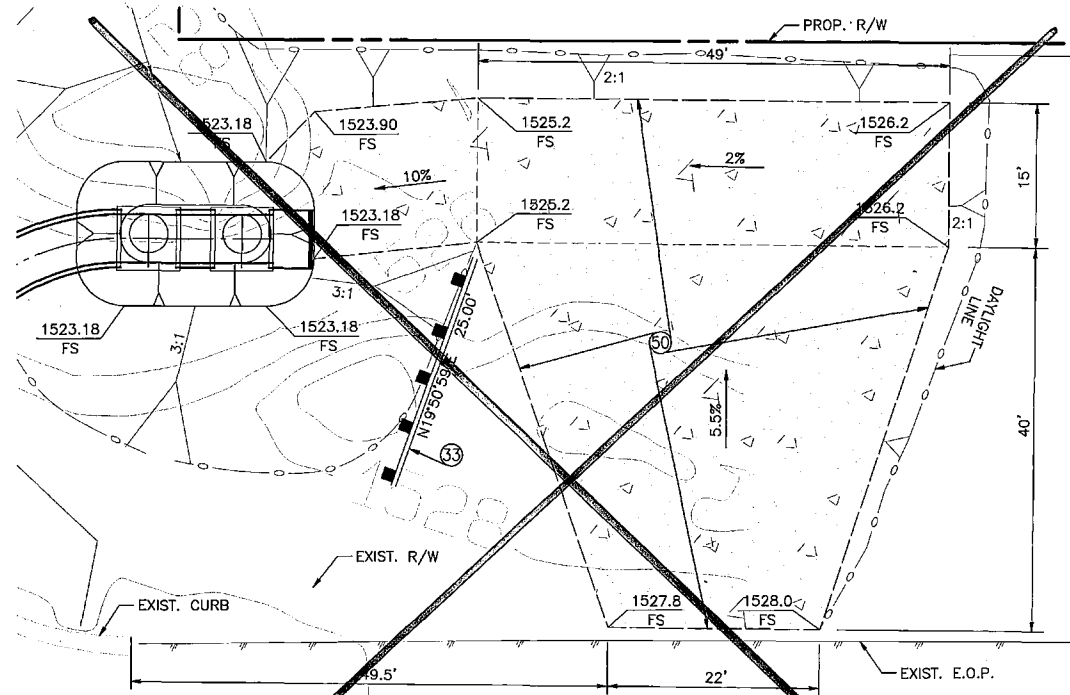 PROP. R/W
49'
2:1
1523.18
FS
1523.90
FS
1525.2
FS
1526.2
FS
10%
2%
15'
1523.18
FS
1525.2
FS
1526.2
FS
2:1
3:1
25.00'
N19°50'59"E
DAYLIGHT
LINE
1523.18
FS
1523.18
FS
3:1
50
5.5%
40'
33
1528
EXIST. R/W
EXIST. CURB
1527.8
FS
1528.0
FS
49.5'
22'
EXIST. E.O.P.